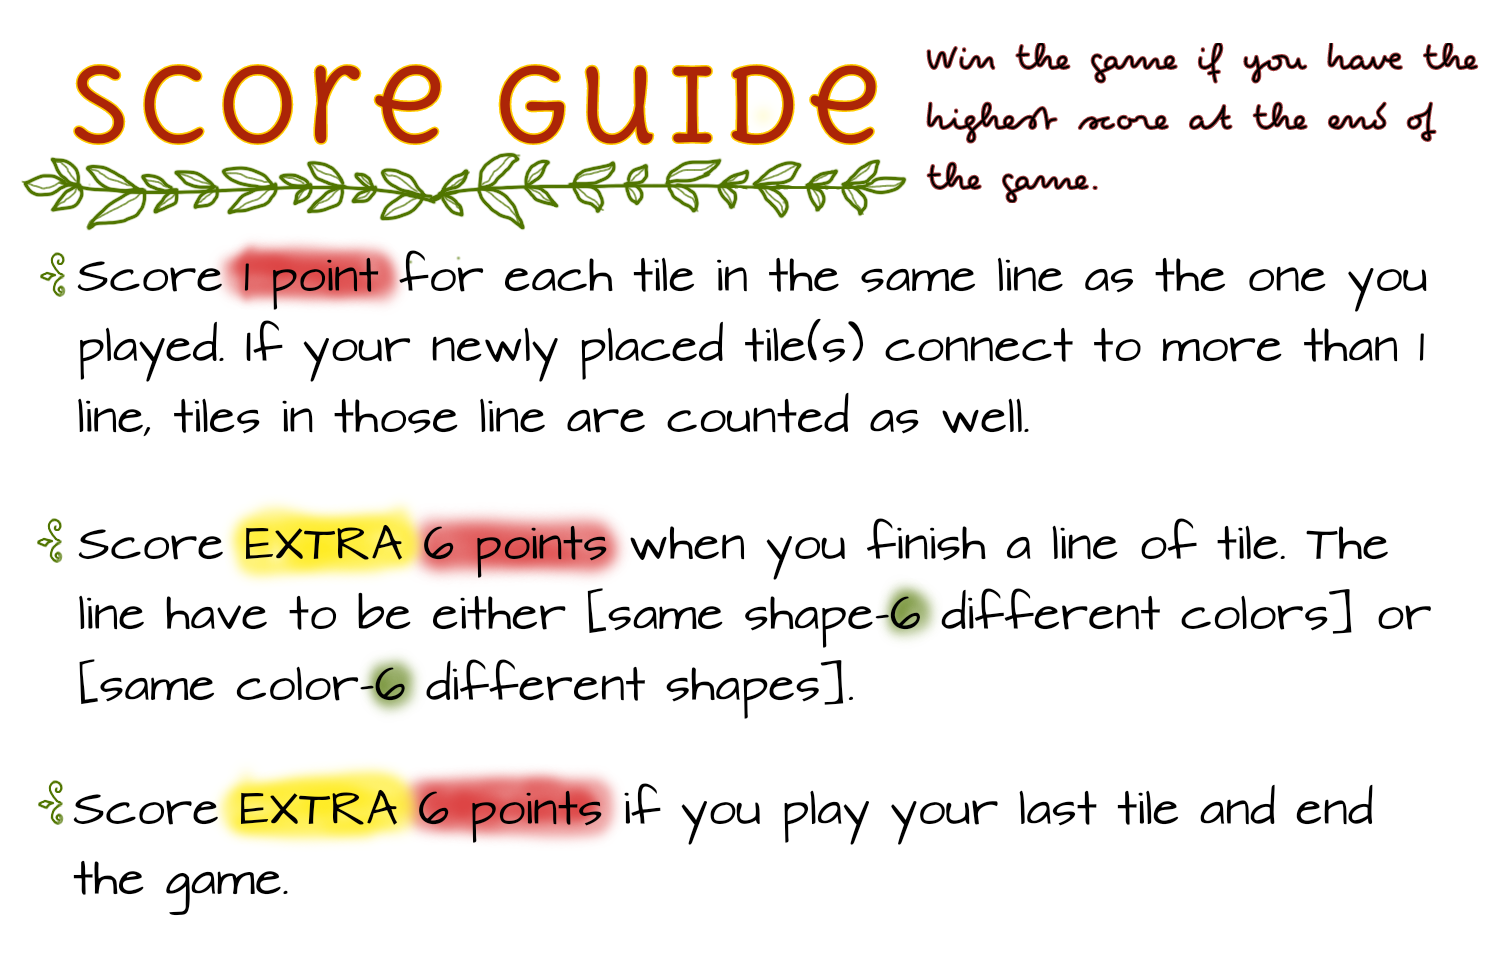 Score Guide
Win the game if you have the
highest score at the end of
the game.
Score 1 point for each tile in the same line as the one you
played. If your newly placed tile(s) connect to more than 1
line, tiles in those line are counted as well.
Score EXTRA 6 points when you finish a line of tile. The
line have to be either [same shape-6 different colors] or
[same color-6 different shapes].
Score EXTRA 6 points if you play your last tile and end
the game.